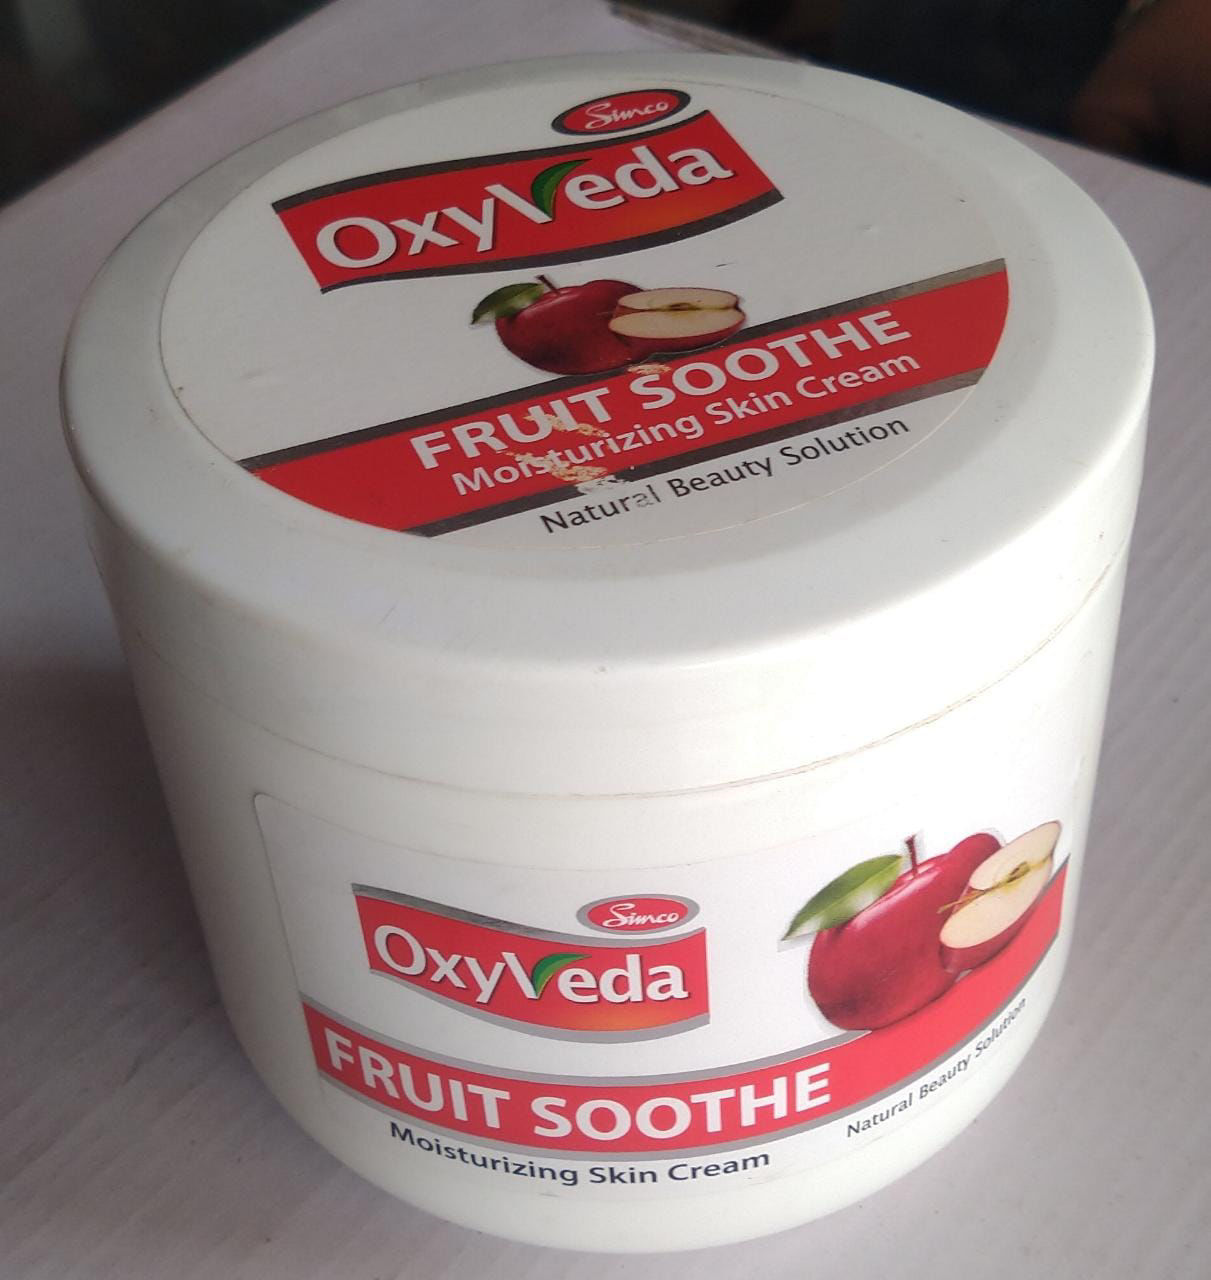 Simco
OxyVeda
FRUIT SOOTHE
Moisturizing Skin Cream
Natural Beauty Solution
Simco
OxyVeda
FRUIT SOOTHE
Moisturizing Skin Cream
Natural Beauty Solution